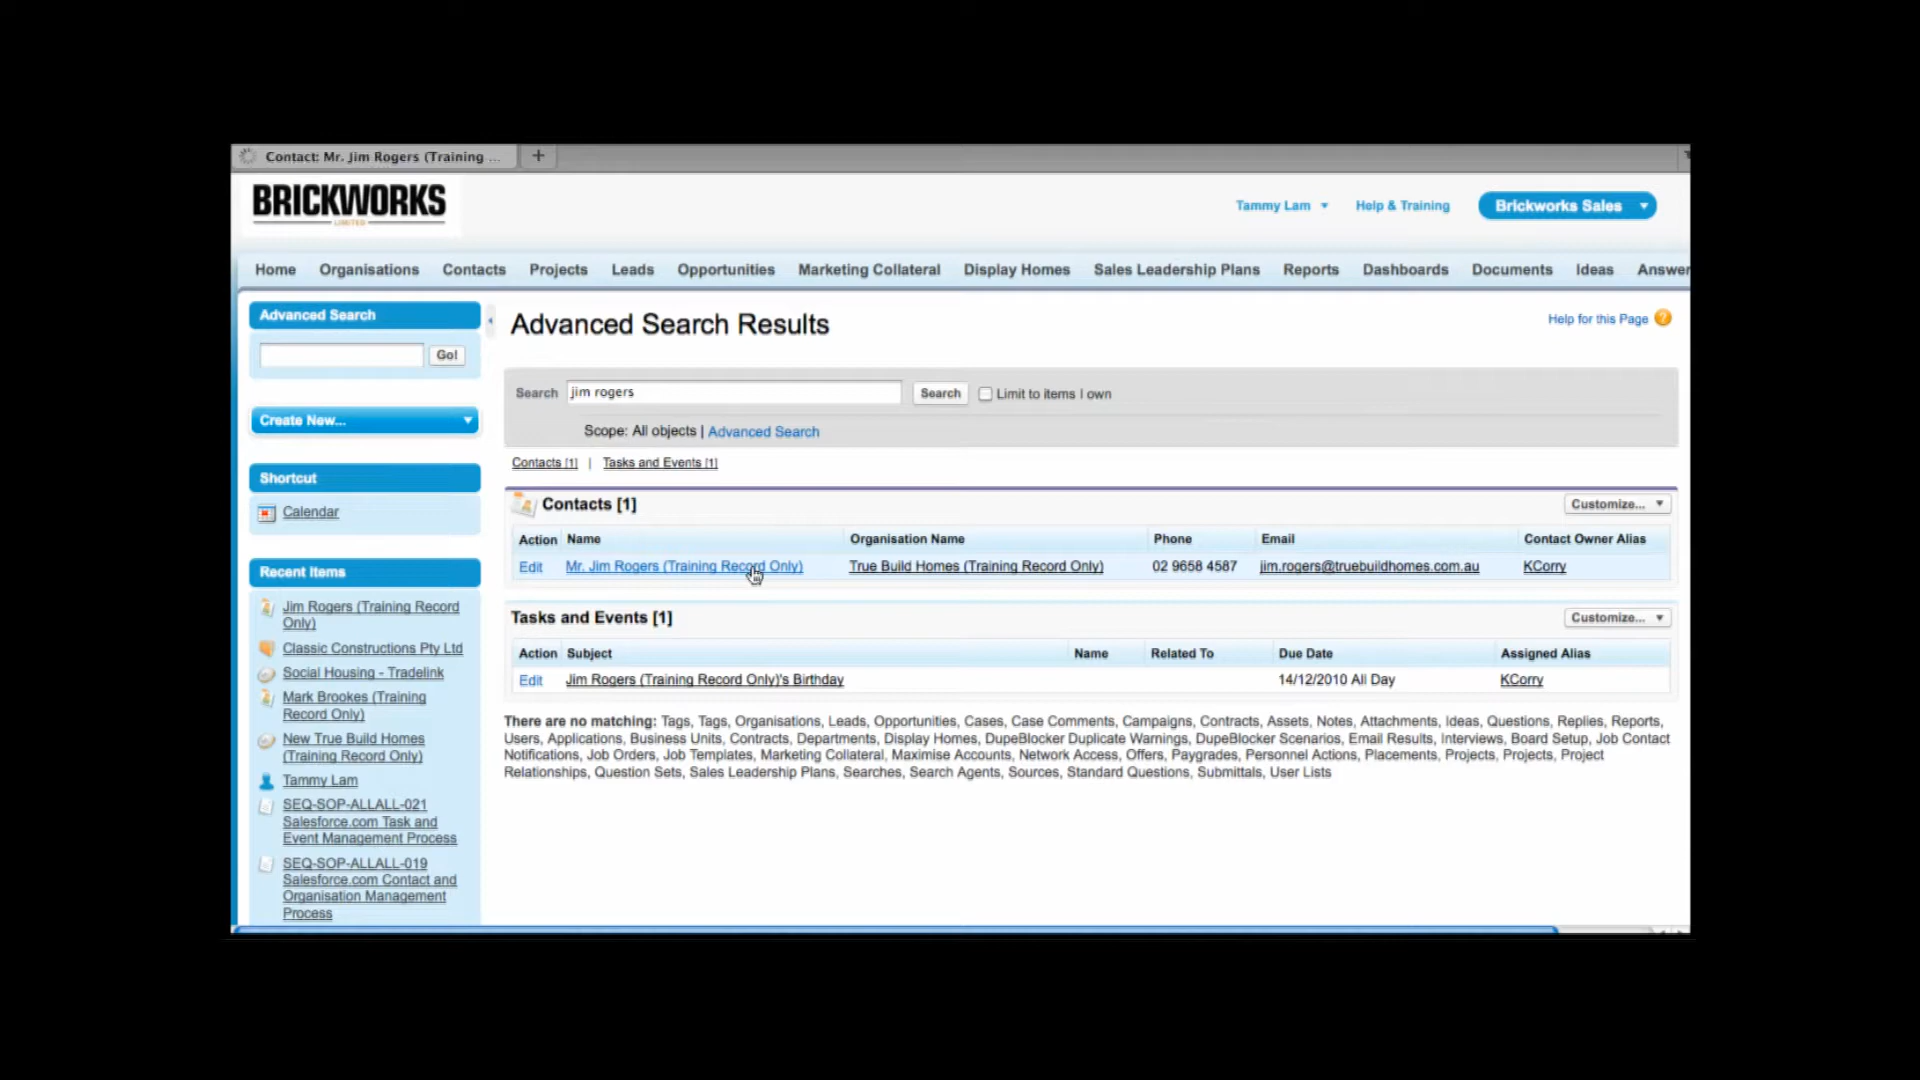 Contact: Mr. Jim Rogers (Training ...
+
BRICKWORKS
LIMITED
Tammy Lam
Help & Training
Brickworks Sales
Home Organisations Contacts Projects Leads Opportunities Marketing Collateral Display Homes Sales Leadership Plans Reports Dashboards Documents Ideas Answer
Advanced Search
Go!
Create New...
Shortcut
Calendar
Recent Items
Jim Rogers (Training Record
Only)
Classic Constructions Pty Ltd
Social Housing - Tradelink
Mark Brookes (Training
Record Only)
New True Build Homes
(Training Record Only)
Tammy Lam
SEQ-SOP-ALLALL-021
Salesforce.com Task and
Event Management Process
SEQ-SOP-ALLALL-019
Salesforce.com Contact and
Organisation Management
Process
Advanced Search Results
Help for this Page ?
Search jim rogers Search Limit to items I own
Scope: All objects | Advanced Search
Contacts [1] | Tasks and Events [1]
Contacts [1]
Customize...
Action Name Organisation Name Phone Email Contact Owner Alias
Edit Mr. Jim Rogers (Training Record Only) True Build Homes (Training Record Only) 02 9658 4587 jim.rogers@truebuildhomes.com.au KCorry
Tasks and Events [1]
Customize...
Action Subject Name Related To Due Date Assigned Alias
Edit Jim Rogers (Training Record Only)'s Birthday 14/12/2010 All Day KCorry
There are no matching: Tags, Tags, Organisations, Leads, Opportunities, Cases, Case Comments, Campaigns, Contracts, Assets, Notes, Attachments, Ideas, Questions, Replies, Reports,
Users, Applications, Business Units, Contracts, Departments, Display Homes, DupeBlocker Duplicate Warnings, DupeBlocker Scenarios, Email Results, Interviews, Board Setup, Job Contact
Notifications, Job Orders, Job Templates, Marketing Collateral, Maximise Accounts, Network Access, Offers, Paygrades, Personnel Actions, Placements, Projects, Projects, Project
Relationships, Question Sets, Sales Leadership Plans, Searches, Search Agents, Sources, Standard Questions, Submittals, User Lists